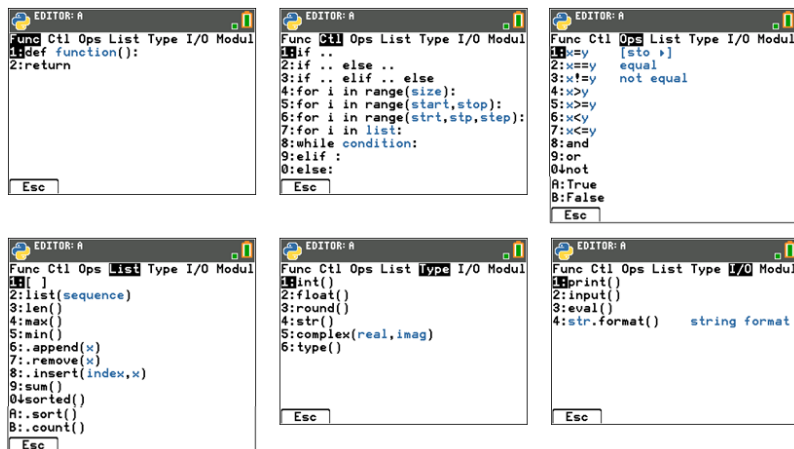 EDITOR: A
Func Ctl Ops List Type I/O Modul
1:def function():
2:return
Esc
EDITOR: A
Func Ctl Ops List Type I/O Modul
1:if ..
2:if .. else ..
3:if .. elif .. else
4:for i in range(size):
5:for i in range(start,stop):
6:for i in range(strt,stp,step):
7:for i in list:
8:while condition:
9:elif :
0:else:
Esc
EDITOR: A
Func Ctl Ops List Type I/O Modul
1:x=y [sto ▸]
2:x==y equal
3:x!=y not equal
4:x>y
5:x>=y
6:x<y
7:x<=y
8:and
9:or
0↓not
A:True
B:False
Esc
EDITOR: A
Func Ctl Ops List Type I/O Modul
1:[ ]
2:list(sequence)
3:len()
4:max()
5:min()
6:.append(x)
7:.remove(x)
8:.insert(index,x)
9:sum()
0↓sorted()
A:.sort()
B:.count()
Esc
EDITOR: A
Func Ctl Ops List Type I/O Modul
1:int()
2:float()
3:round()
4:str()
5:complex(real,imag)
6:type()
Esc
EDITOR: A
Func Ctl Ops List Type I/O Modul
1:print()
2:input()
3:eval()
4:str.format() string format
Esc